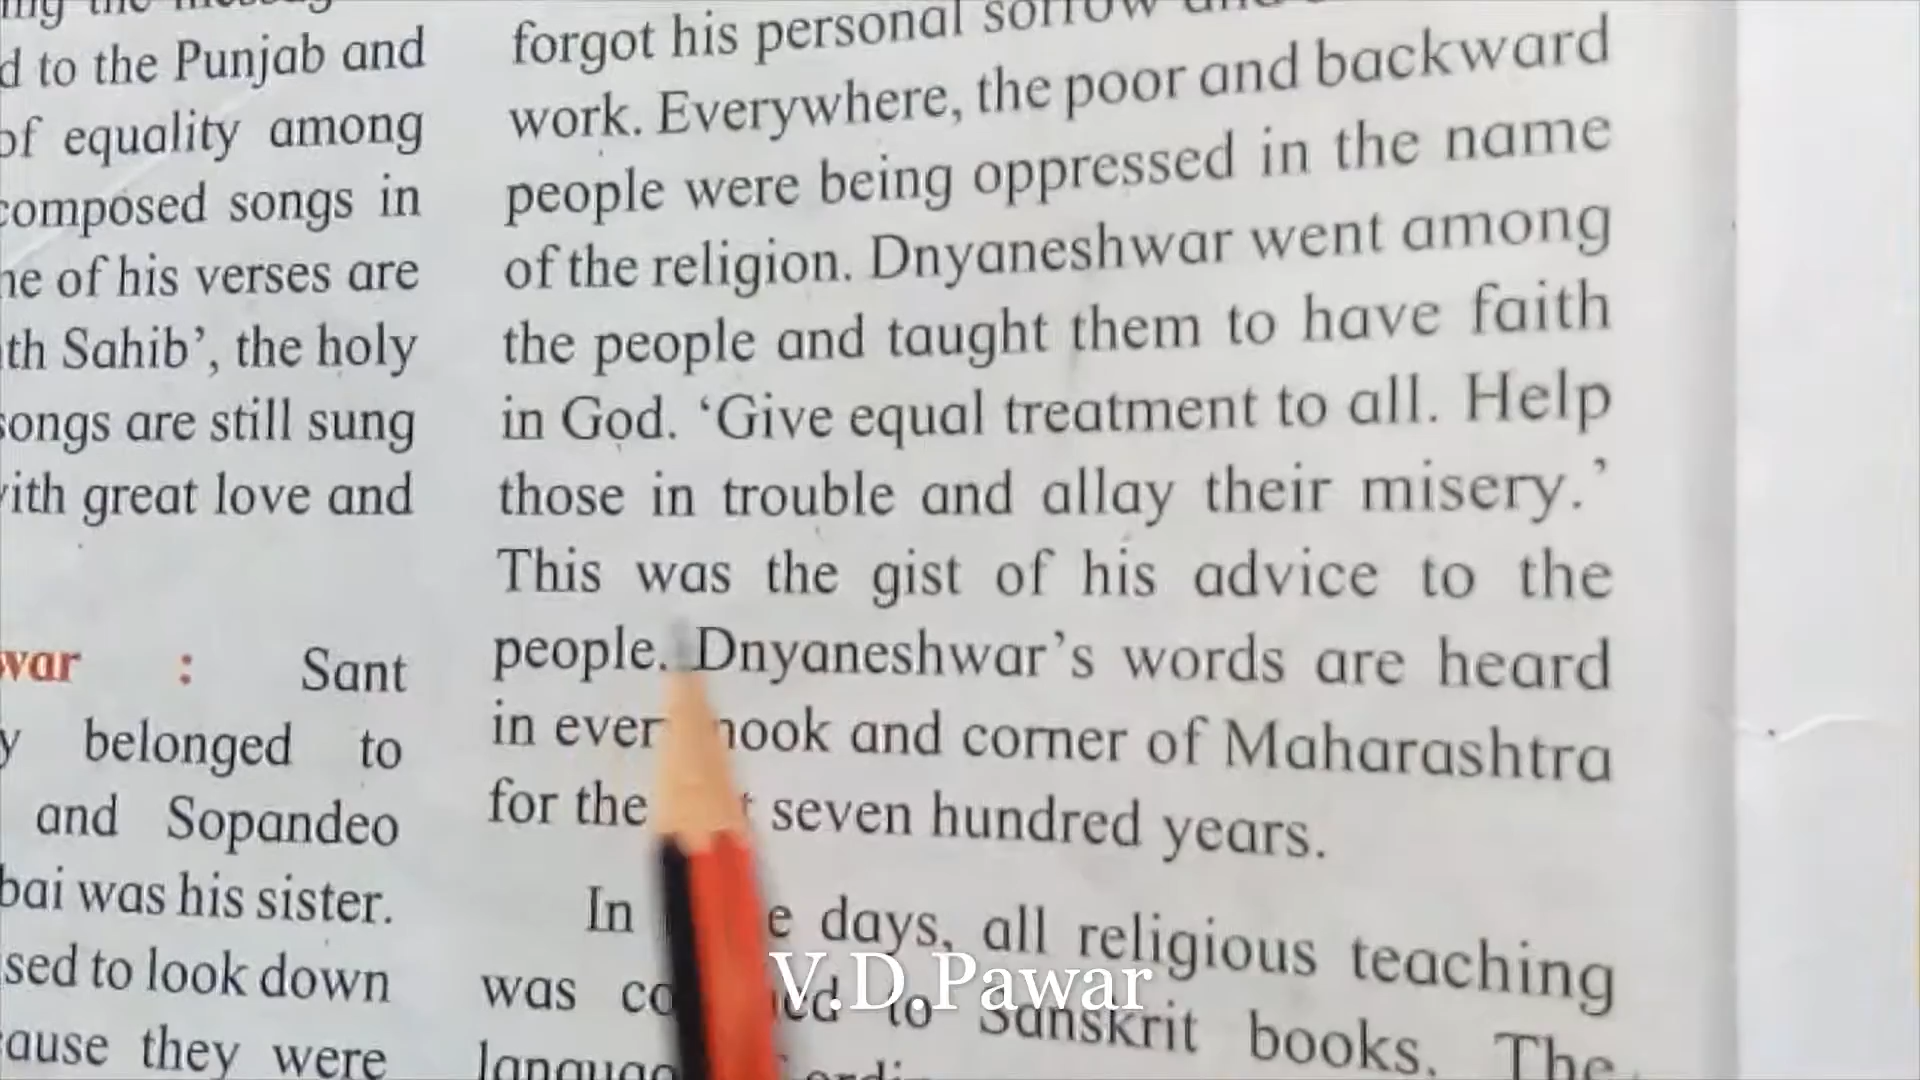 d to the Punjab and
of equality among
composed songs in
of his verses are
th Sahib', the holy
songs are still sung
with great love and
war : Sant
y belonged to
and Sopandeo
bai was his sister.
sed to look down
cause they were
forgot his personal sorrow
work. Everywhere, the poor and backward
people were being oppressed in the name
of the religion. Dnyaneshwar went among
the people and taught them to have faith
in God. ‘Give equal treatment to all. Help
those in trouble and allay their misery.’
This was the gist of his advice to the
people. Dnyaneshwar’s words are heard
in ever nook and corner of Maharashtra
for the seven hundred years.
In days, all religious teaching
was to Sanskrit books. The
V.D.Pawar